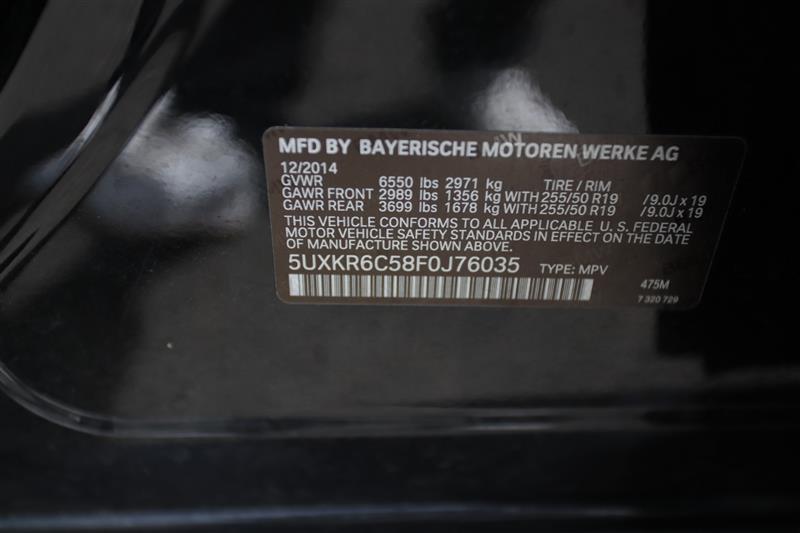 MFD BY BAYERISCHE MOTOREN WERKE AG
12/2014
GVWR 6550 lbs 2971 kg TIRE / RIM
GAWR FRONT 2989 lbs 1356 kg WITH 255/50 R19 /9.0J x 19
GAWR REAR 3699 lbs 1678 kg WITH 255/50 R19 /9.0J x 19
THIS VEHICLE CONFORMS TO ALL APPLICABLE U. S. FEDERAL
MOTOR VEHICLE SAFETY STANDARDS IN EFFECT ON THE DATE
OF MANUFACTURE SHOWN ABOVE.
5UXKR6C58F0J76035 TYPE: MPV
475M
7 320 729